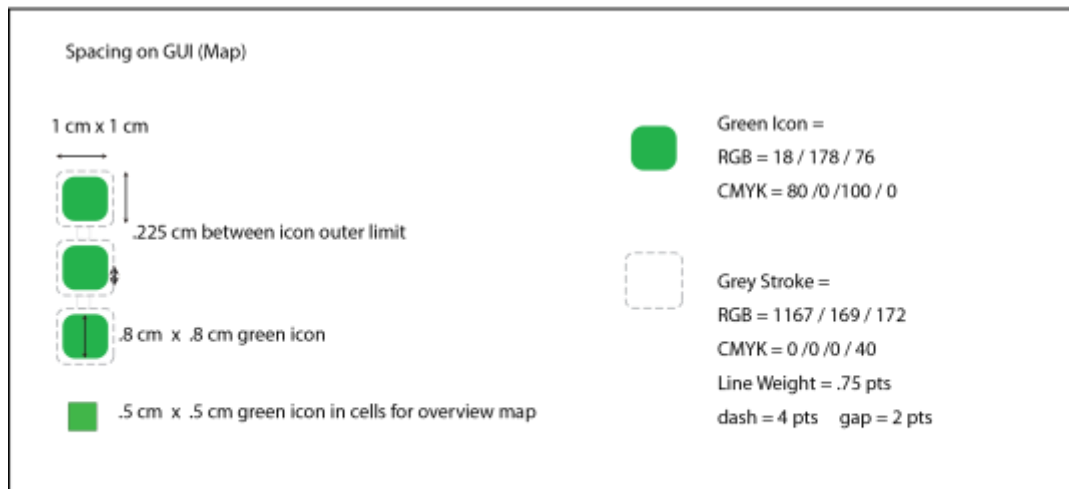 Spacing on GUI (Map)
1 cm x 1 cm
.225 cm between icon outer limit
.8 cm x .8 cm green icon
.5 cm x .5 cm green icon in cells for overview map
Green Icon =
RGB = 18 / 178 / 76
CMYK = 80 /0 /100 / 0
Grey Stroke =
RGB = 1167 / 169 / 172
CMYK = 0 /0 /0 / 40
Line Weight = .75 pts
dash = 4 pts gap = 2 pts